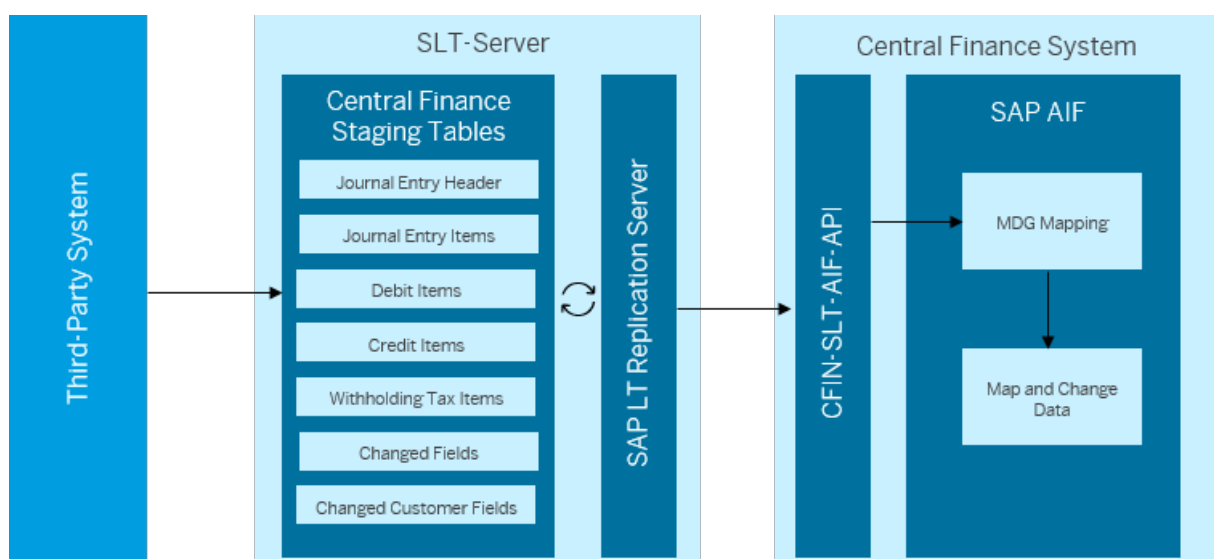 Third-Party System
SLT-Server
Central Finance
Staging Tables
Journal Entry Header
Journal Entry Items
Debit Items
Credit Items
Withholding Tax Items
Changed Fields
Changed Customer Fields
SAP LT Replication Server
Central Finance System
CFIN-SLT-AIF-API
SAP AIF
MDG Mapping
Map and Change
Data